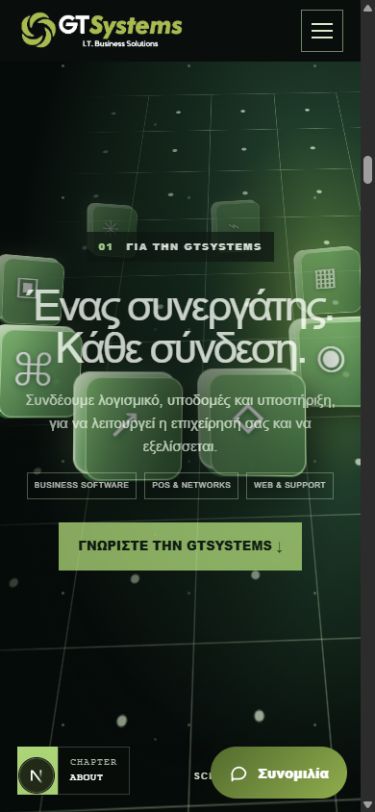 GTSystems
I.T. Business Solutions
01 ΓΙΑ ΤΗΝ GTSYSTEMS
Ένας συνεργάτης.
Κάθε σύνδεση.
Συνδέουμε λογισμικό, υποδομές και υποστήριξη,
για να λειτουργεί η επιχείρησή σας και να
εξελίσσεται.
BUSINESS SOFTWARE
POS & NETWORKS
WEB & SUPPORT
ΓΝΩΡΙΣΤΕ ΤΗΝ GTSYSTEMS ↓
N
CHAPTER
ABOUT
Συνομιλία